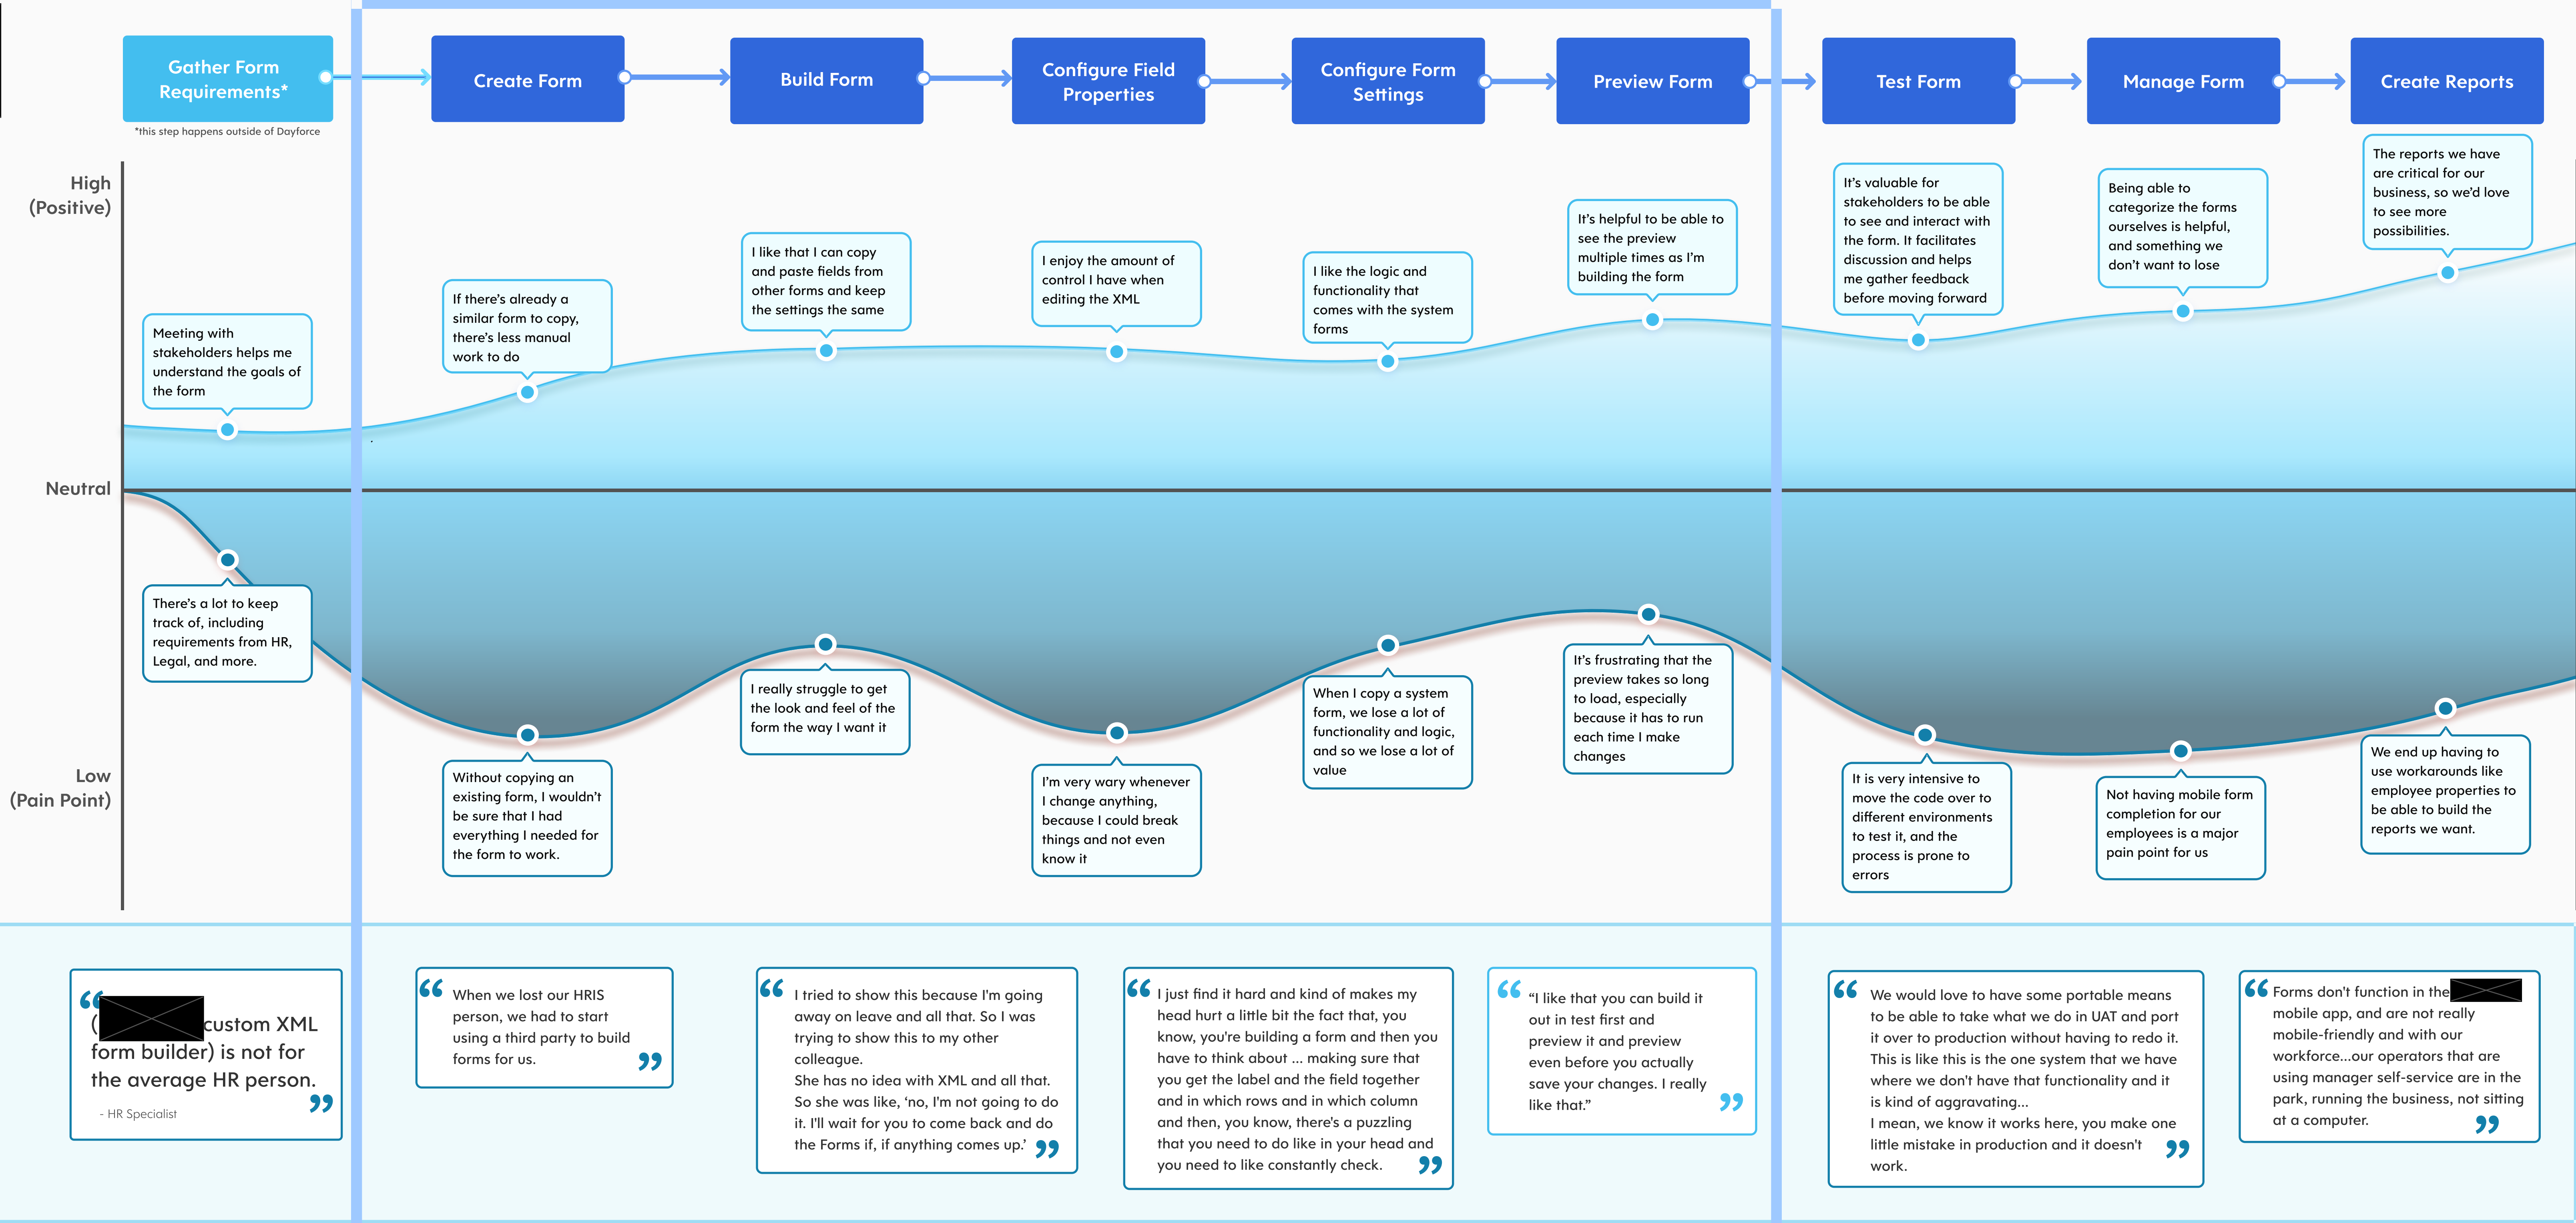 Gather Form
Requirements*
*this step happens outside of Dayforce
Create Form
Build Form
Configure Field
Properties
Configure Form
Settings
Preview Form
Test Form
Manage Form
Create Reports
High
(Positive)
Neutral
Low
(Pain Point)
Meeting with
stakeholders helps me
understand the goals of
the form
If there's already a
similar form to copy,
there's less manual
work to do
I like that I can copy
and paste fields from
other forms and keep
the settings the same
I enjoy the amount of
control I have when
editing the XML
I like the logic and
functionality that
comes with the system
forms
It's helpful to be able to
see the preview
multiple times as I'm
building the form
It's valuable for
stakeholders to be able
to see and interact with
the form. It facilitates
discussion and helps
me gather feedback
before moving forward
Being able to
categorize the forms
ourselves is helpful,
and something we
don't want to lose
The reports we have
are critical for our
business, so we'd love
to see more
possibilities.
There's a lot to keep
track of, including
requirements from HR,
Legal, and more.
Without copying an
existing form, I wouldn't
be sure that I had
everything I needed for
the form to work.
I really struggle to get
the look and feel of the
form the way I want it
I'm very wary whenever
I change anything,
because I could break
things and not even
know it
When I copy a system
form, we lose a lot of
functionality and logic,
and so we lose a lot of
value
It's frustrating that the
preview takes so long
to load, especially
because it has to run
each time I make
changes
It is very intensive to
move the code over to
different environments
to test it, and the
process is prone to
errors
Not having mobile form
completion for our
employees is a major
pain point for us
We end up having to
use workarounds like
employee properties to
be able to build the
reports we want.
“
( custom XML
form builder) is not for
the average HR person.
- HR Specialist
”
“
When we lost our HRIS
person, we had to start
using a third party to build
forms for us.
”
“
I tried to show this because I'm going
away on leave and all that. So I was
trying to show this to my other
colleague.
She has no idea with XML and all that.
So she was like, ‘no, I'm not going to do
it. I'll wait for you to come back and do
the Forms if, if anything comes up.’
”
“
I just find it hard and kind of makes my
head hurt a little bit the fact that, you
know, you're building a form and then you
have to think about ... making sure that
you get the label and the field together
and in which rows and in which column
and then, you know, there's a puzzling
that you need to do like in your head and
you need to like constantly check.
”
“
“I like that you can build it
out in test first and
preview it and preview
even before you actually
save your changes. I really
like that.”
”
“
We would love to have some portable means
to be able to take what we do in UAT and port
it over to production without having to redo it.
This is like this is the one system that we have
where we don't have that functionality and it
is kind of aggravating...
I mean, we know it works here, you make one
little mistake in production and it doesn't
work.
”
“
Forms don't function in the
mobile app, and are not really
mobile-friendly and with our
workforce...our operators that are
using manager self-service are in the
park, running the business, not sitting
at a computer.
”